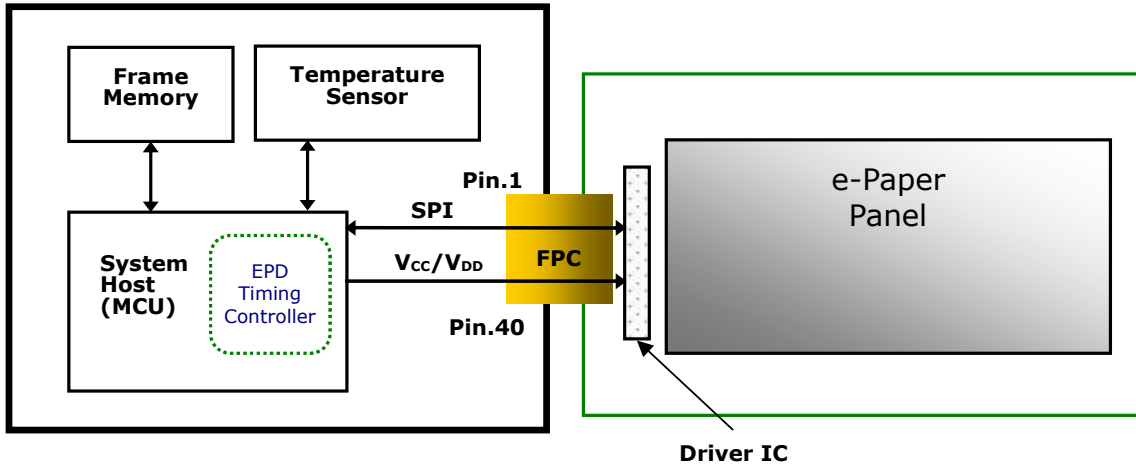 Frame
Memory
Temperature
Sensor
Pin.1
SPI
System
Host
(MCU)
EPD
Timing
Controller
VCC/VDD
FPC
Pin.40
e-Paper
Panel
Driver IC